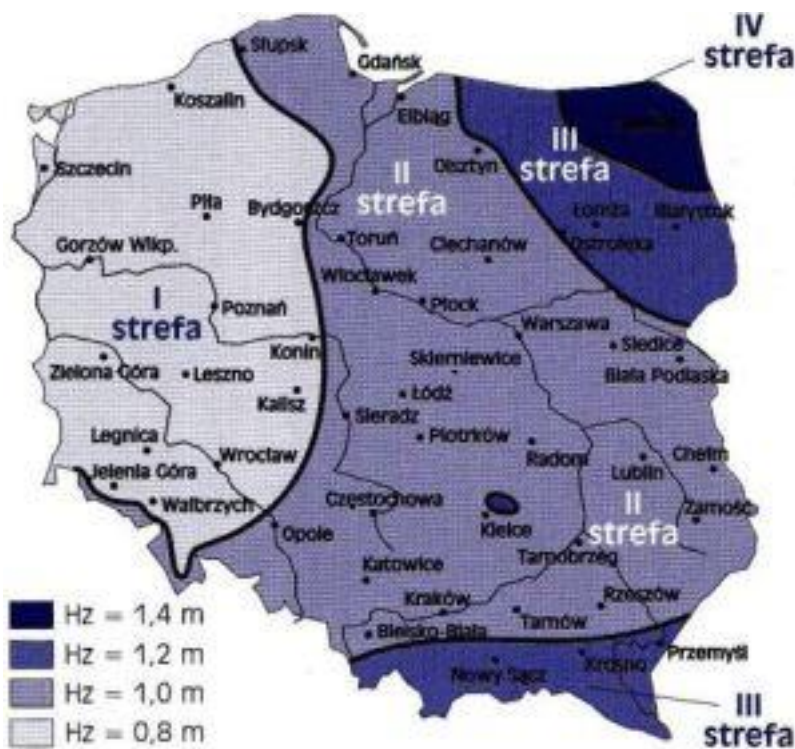 IV
strefa
Słupsk
Gdańsk
Koszalin
Elbląg
III
strefa
Olsztyn
Szczecin
II
strefa
Piła
Bydgoszcz
Łomża
Białystok
Toruń
Ostrołęka
Gorzów Wlkp.
Ciechanów
Włocławek
I
strefa
Poznań
Płock
Warszawa
Konin
Siedlce
Zielona Góra
Leszno
Skierniewice
Biała Podlaska
Kalisz
Łódź
Sieradz
Legnica
Piotrków
Wrocław
Radom
Lublin
Chełm
Jelenia Góra
Wałbrzych
Częstochowa
II
strefa
Zamość
Opole
Kielce
Tarnobrzeg
Katowice
Hz = 1,4 m
Kraków
Rzeszów
Tarnów
Hz = 1,2 m
Bielsko-Biała
Przemyśl
Krosno
Nowy Sącz
Hz = 1,0 m
III
strefa
Hz = 0,8 m